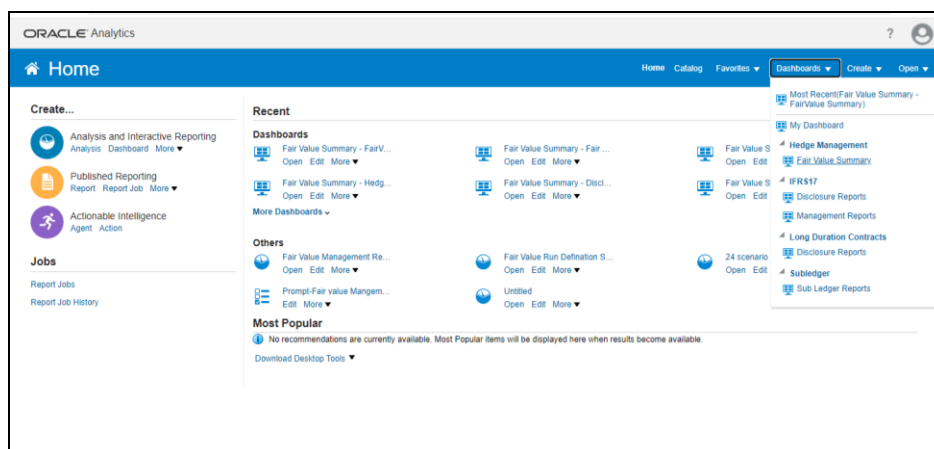 ORACLE Analytics
?
Home
Home Catalog Favorites Dashboards Create Open
Create...
Analysis and Interactive Reporting
Analysis Dashboard More
Published Reporting
Report Report Job More
Actionable Intelligence
Agent Action
Jobs
Report Jobs
Report Job History
Recent
Dashboards
Fair Value Summary - FairV...
Open Edit More
Fair Value Summary - Fair ...
Open Edit More
Fair Value S
Open Edit
Fair Value Summary - Hedg...
Open Edit More
Fair Value Summary - Discl...
Open Edit More
Fair Value S
Open Edit
More Dashboards
Others
Fair Value Management Re...
Open Edit More
Fair Value Run Defination S...
Open Edit More
24 scenario
Open Edit
Prompt-Fair value Mangem...
Edit More
Untitled
Open Edit More
Most Popular
No recommendations are currently available. Most Popular items will be displayed here when results become available.
Download Desktop Tools
Most Recent(Fair Value Summary -
FairValue Summary)
My Dashboard
Hedge Management
Fair Value Summary
IFRS17
Disclosure Reports
Management Reports
Long Duration Contracts
Disclosure Reports
Subledger
Sub Ledger Reports